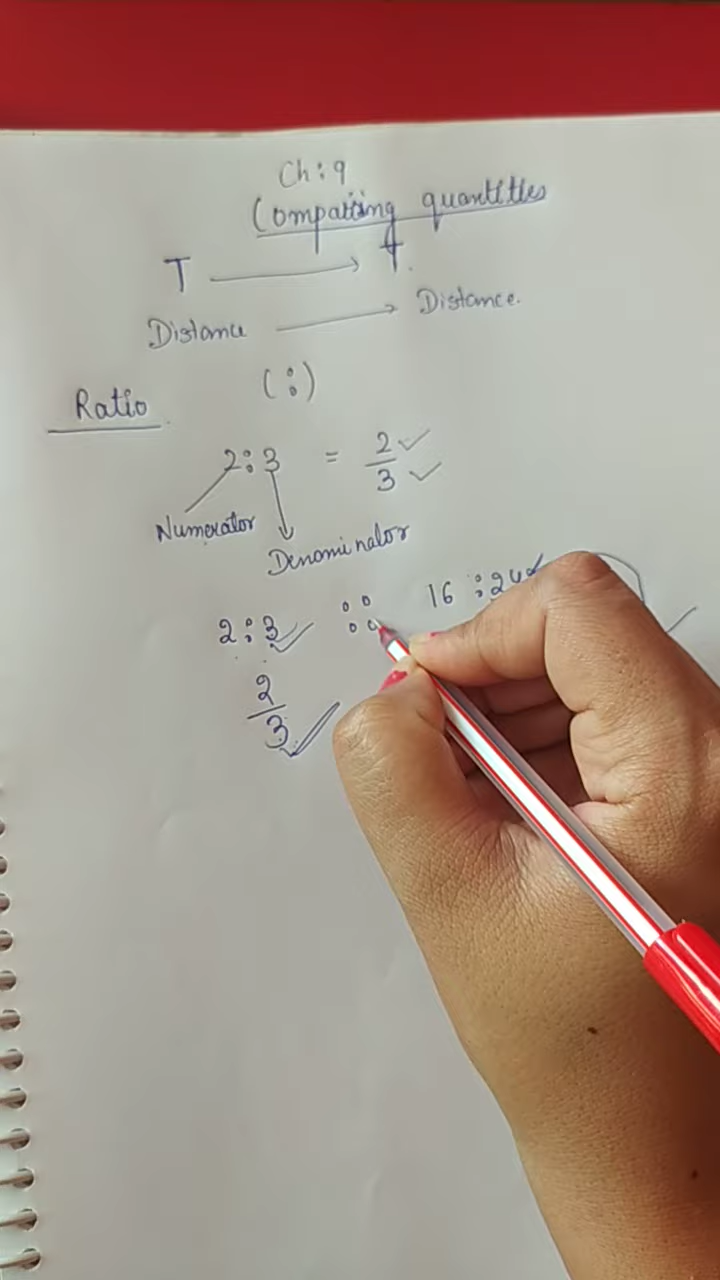 Ch:9
Comparing quantities
T → T.
Distance → Distance.
Ratio (:)
2:3 = 2/3
Numerator
Denominator
2:3 :: 16:24
2/3